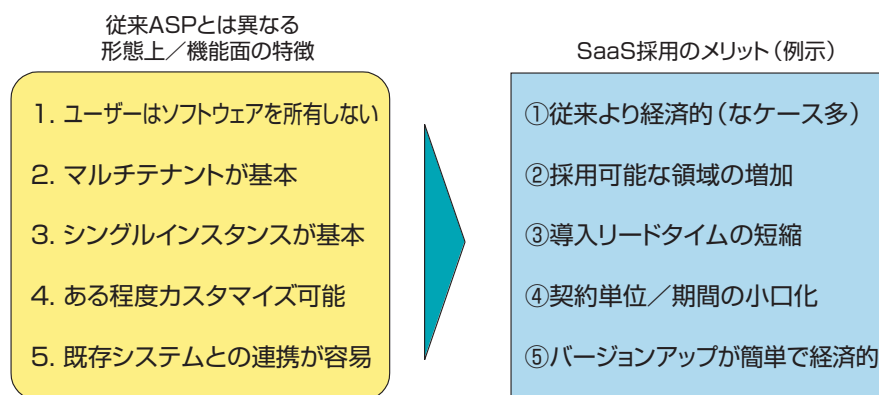 従来ASPとは異なる
形態上／機能面の特徴
1. ユーザーはソフトウェアを所有しない
2. マルチテナントが基本
3. シングルインスタンスが基本
4. ある程度カスタマイズ可能
5. 既存システムとの連携が容易
SaaS採用のメリット（例示）
①従来より経済的（なケース多）
②採用可能な領域の増加
③導入リードタイムの短縮
④契約単位／期間の小口化
⑤バージョンアップが簡単で経済的